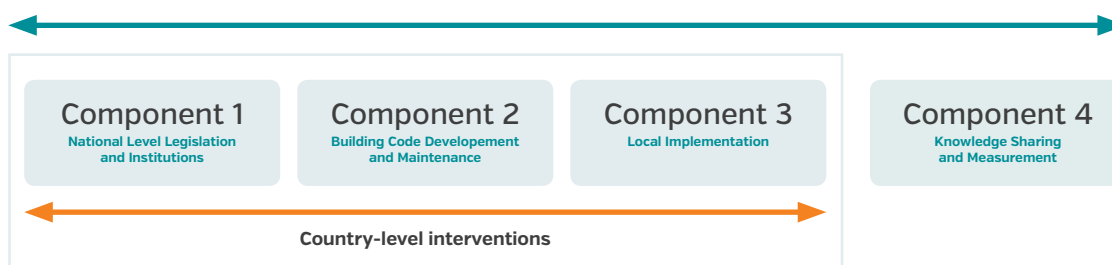 Component 1
National Level Legislation
and Institutions
Component 2
Building Code Developement
and Maintenance
Component 3
Local Implementation
Component 4
Knowledge Sharing
and Measurement
Country-level interventions